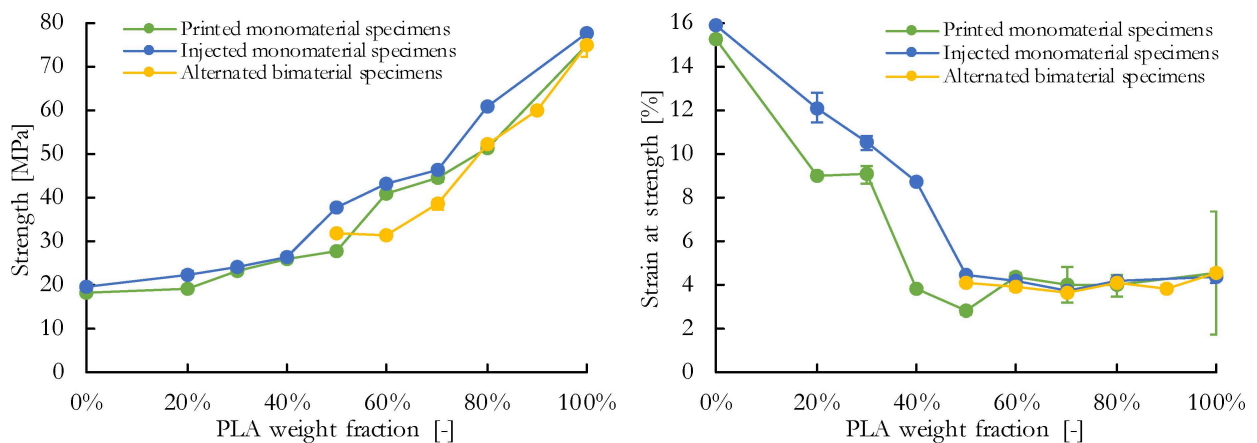 80
70
60
50
40
30
20
10
0
Strength [MPa]
Printed monomaterial specimens
Injected monomaterial specimens
Alternated bimaterial specimens
0% 20% 40% 60% 80% 100%
PLA weight fraction [-]
16
14
12
10
8
6
4
2
0
Strain at strength [%]
Printed monomaterial specimens
Injected monomaterial specimens
Alternated bimaterial specimens
0% 20% 40% 60% 80% 100%
PLA weight fraction [-]